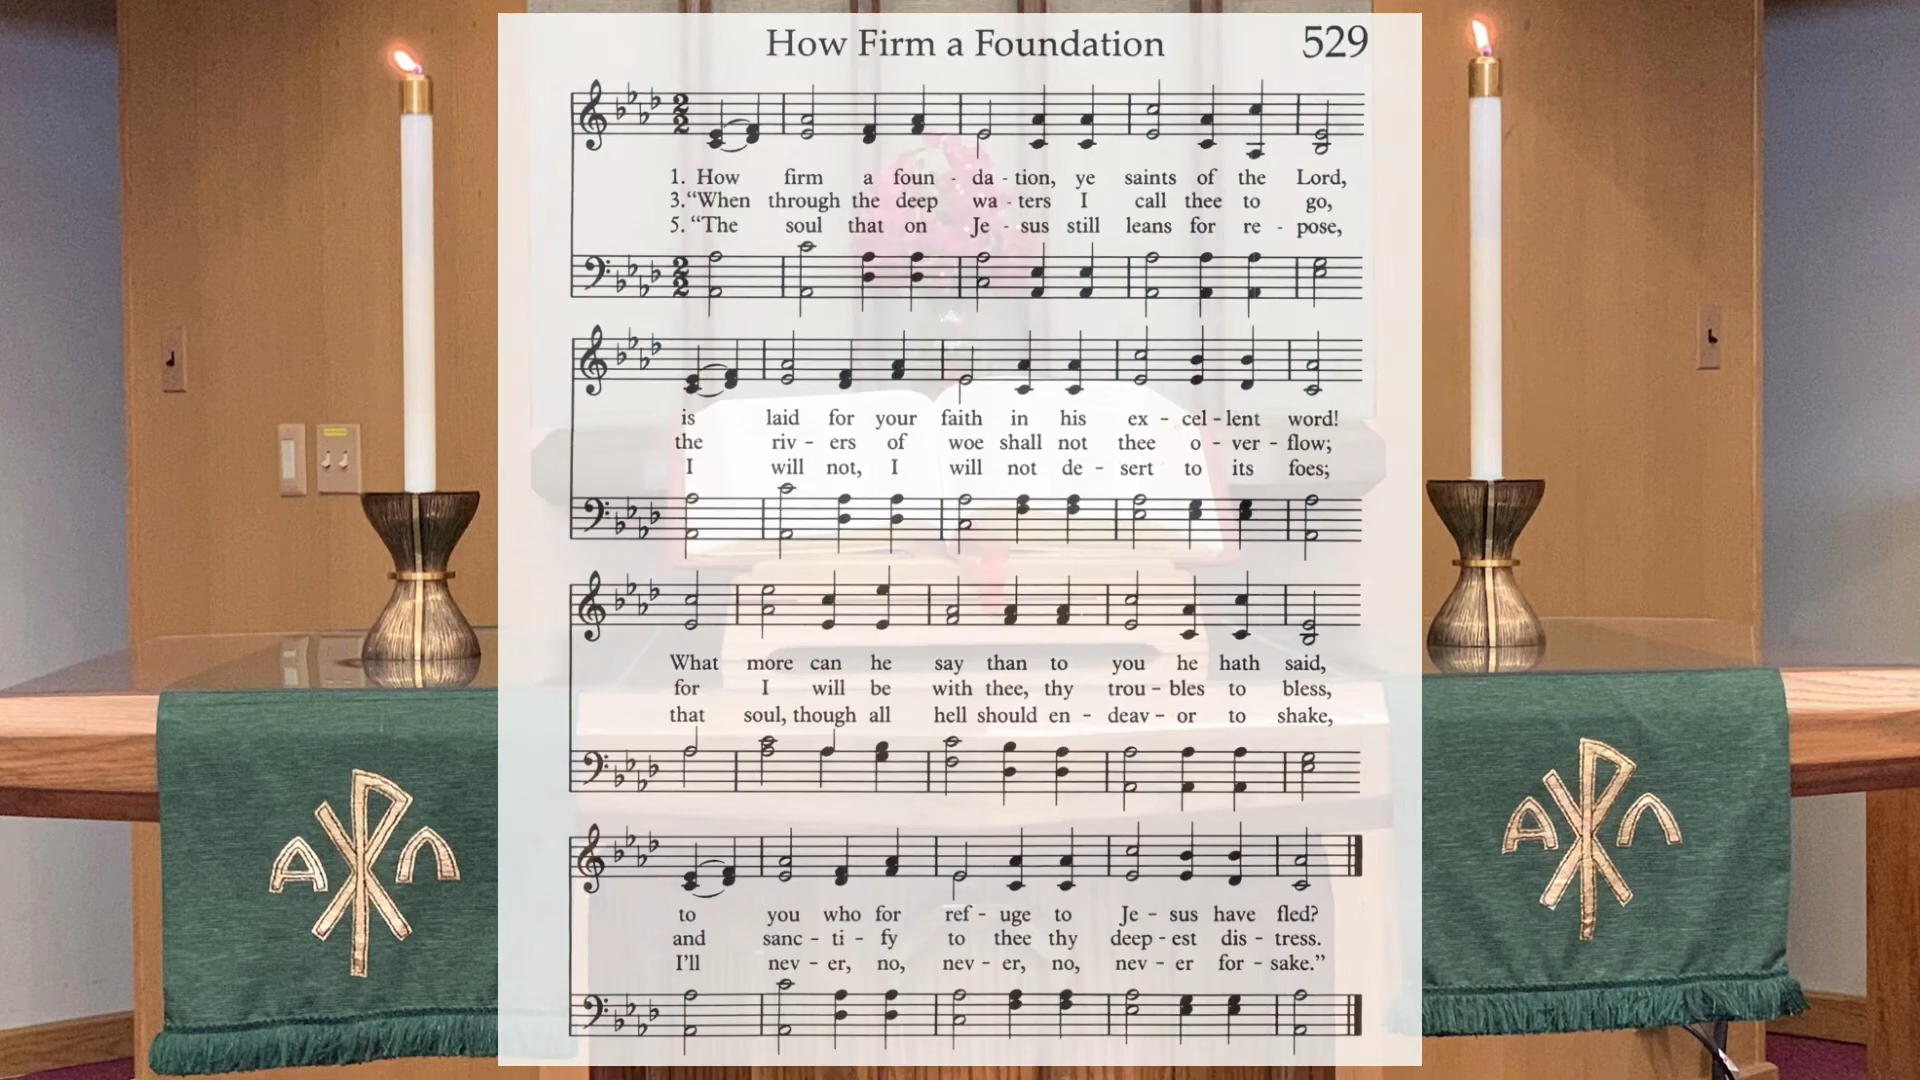 How Firm a Foundation 529
1. How firm a foun - da - tion, ye saints of the Lord,
3. “When through the deep wa - ters I call thee to go,
5. “The soul that on Je - sus still leans for re - pose,
is laid for your faith in his ex - cel - lent word!
the riv - ers of woe shall not thee o - ver - flow;
I will not, I will not de - sert to its foes;
What more can he say than to you he hath said,
for I will be with thee, thy trou - bles to bless,
that soul, though all hell should en - deav - or to shake,
to you who for ref - uge to Je - sus have fled?
and sanc - ti - fy to thee thy deep - est dis - tress.
I’ll nev - er, no, nev - er, no, nev - er for - sake.”